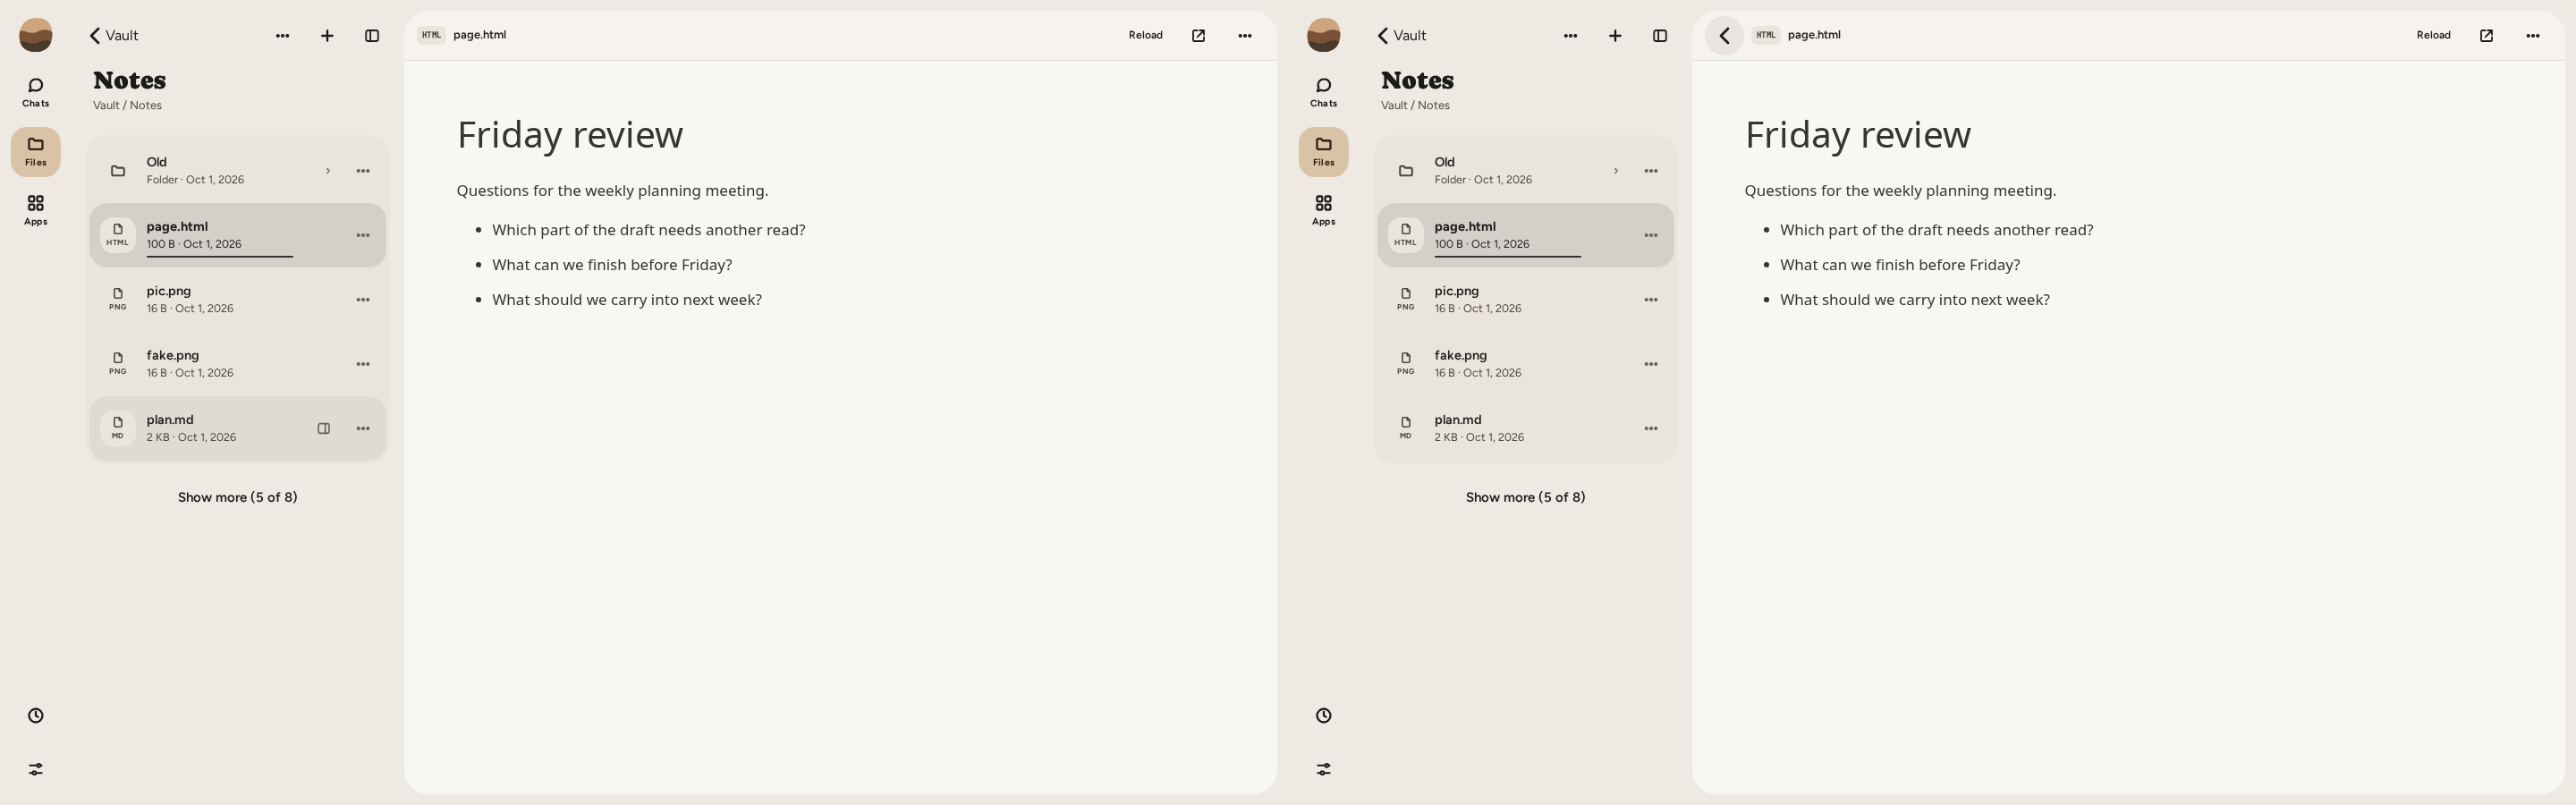 Vault
Notes
Vault / Notes
Chats
Files
Apps
Old
Folder · Oct 1, 2026
HTML
page.html
100 B · Oct 1, 2026
PNG
pic.png
16 B · Oct 1, 2026
PNG
fake.png
16 B · Oct 1, 2026
MD
plan.md
2 KB · Oct 1, 2026
Show more (5 of 8)
HTML page.html
Reload
Friday review
Questions for the weekly planning meeting.
• Which part of the draft needs another read?
• What can we finish before Friday?
• What should we carry into next week?
Vault
Notes
Vault / Notes
Chats
Files
Apps
Old
Folder · Oct 1, 2026
HTML
page.html
100 B · Oct 1, 2026
PNG
pic.png
16 B · Oct 1, 2026
PNG
fake.png
16 B · Oct 1, 2026
MD
plan.md
2 KB · Oct 1, 2026
Show more (5 of 8)
HTML page.html
Reload
Friday review
Questions for the weekly planning meeting.
• Which part of the draft needs another read?
• What can we finish before Friday?
• What should we carry into next week?